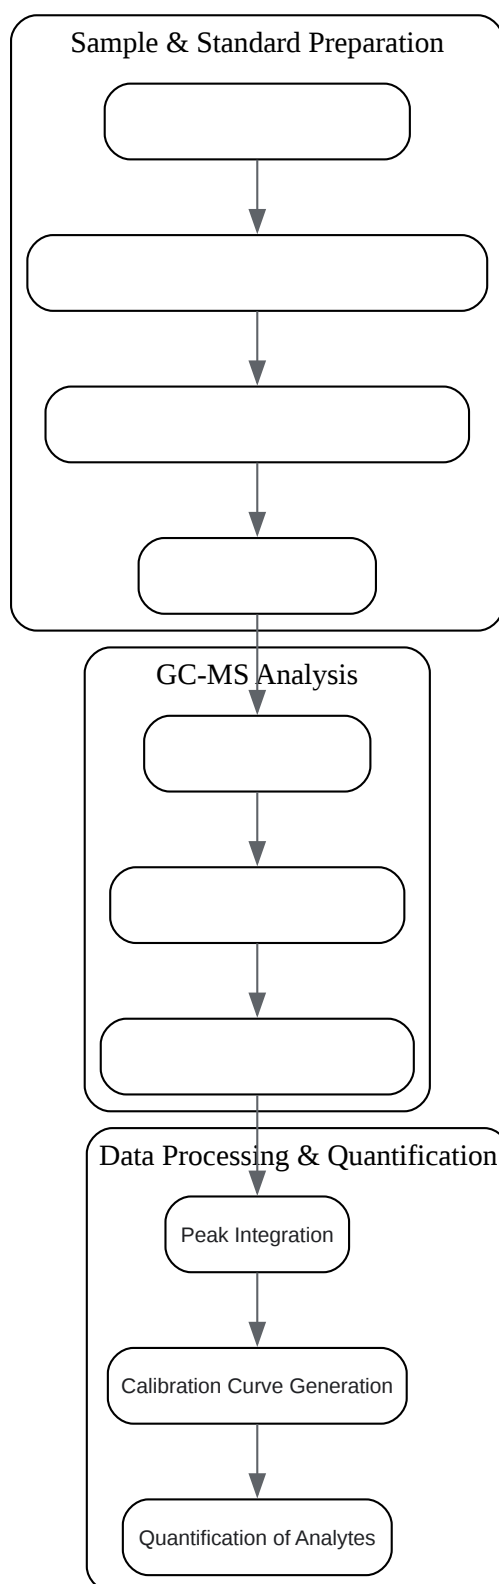 Sample & Standard Preparation
GC-MS Analysis
Data Processing & Quantification
Peak Integration
Calibration Curve Generation
Quantification of Analytes